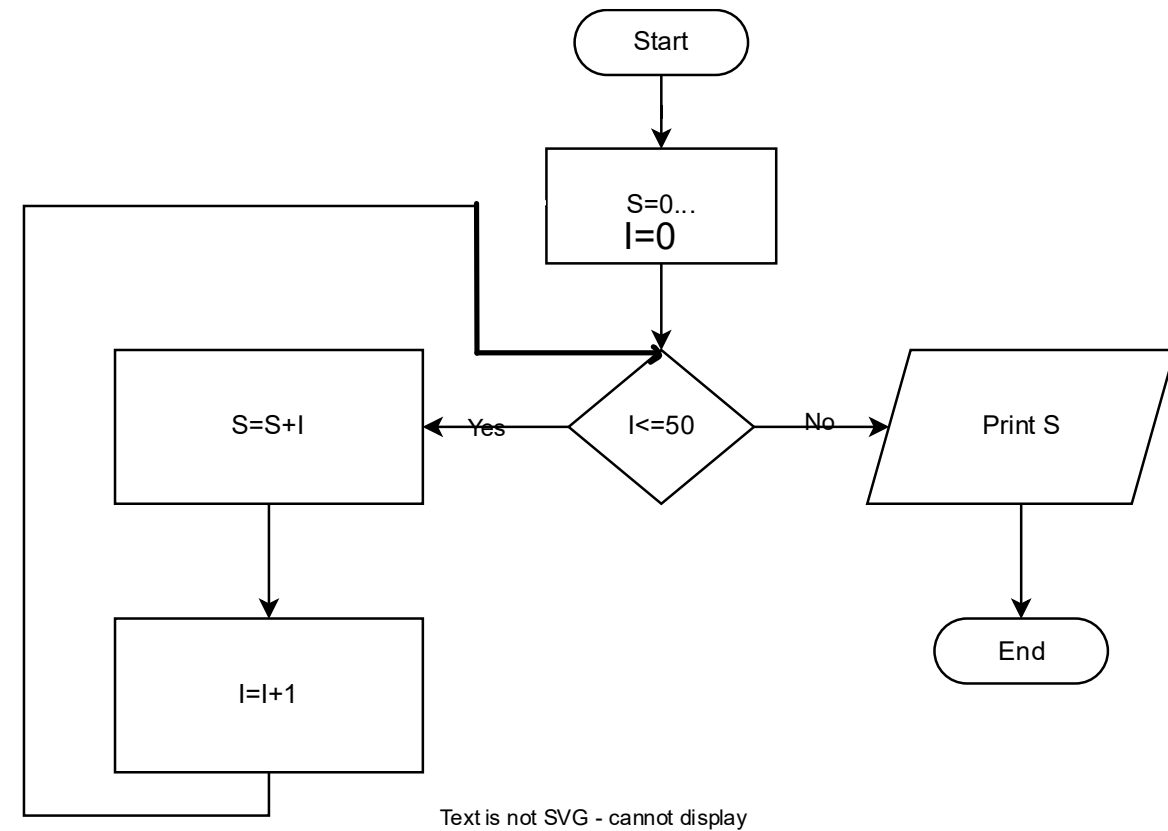 Start
S=0...
I=0
S=S+I
Yes
I<=50
No
Print S
I=I+1
End
Text is not SVG - cannot display